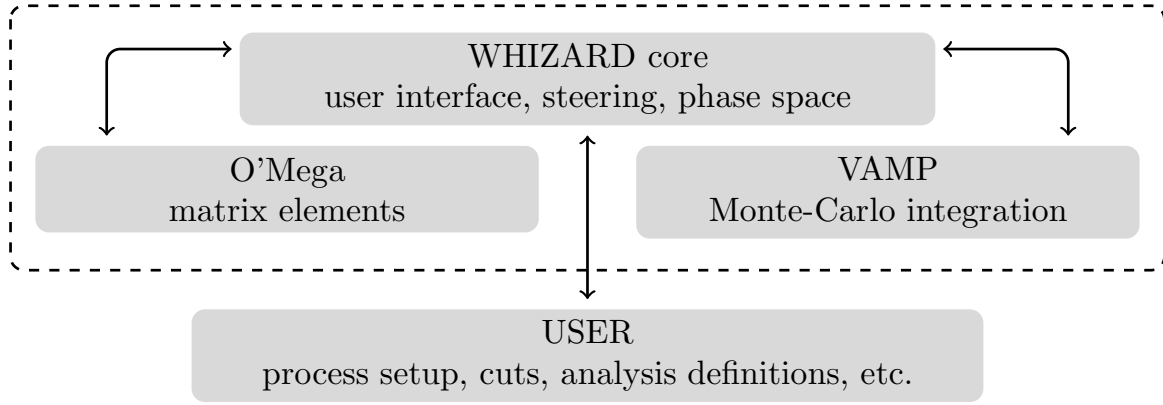 WHIZARD core
user interface, steering, phase space
O'Mega
matrix elements
VAMP
Monte-Carlo integration
USER
process setup, cuts, analysis definitions, etc.